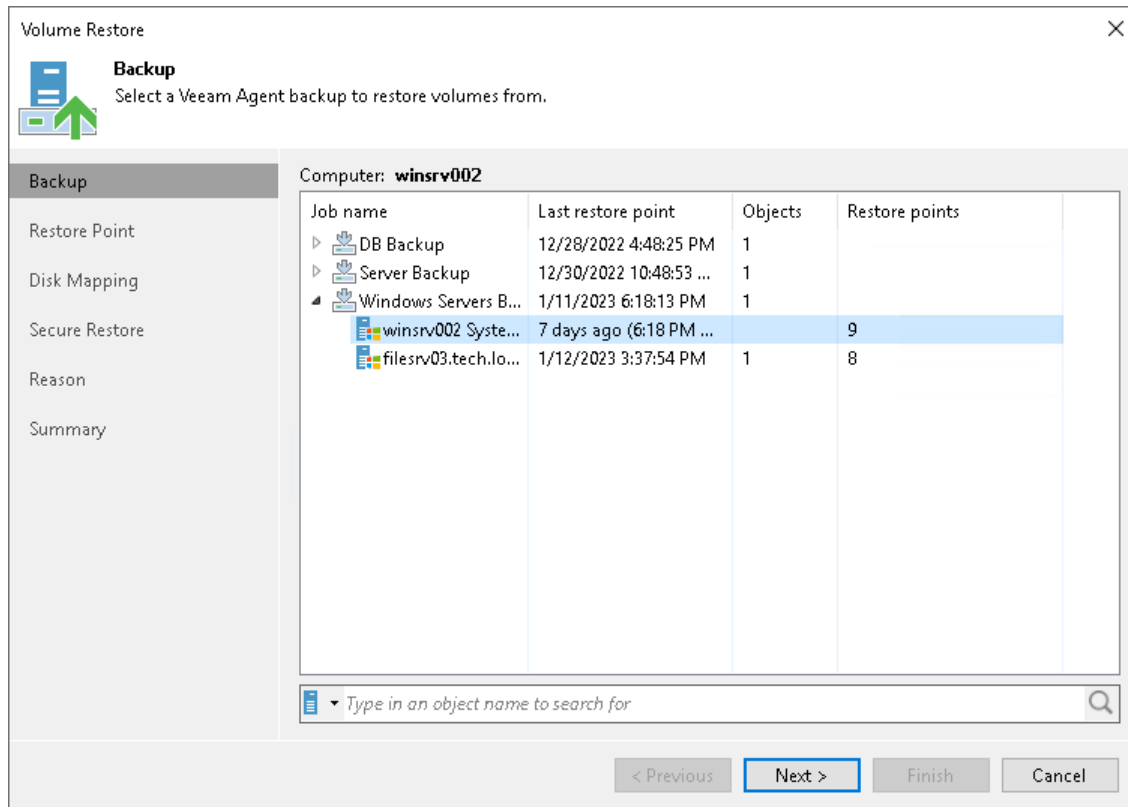 Volume Restore
Backup
Select a Veeam Agent backup to restore volumes from.
Backup
Restore Point
Disk Mapping
Secure Restore
Reason
Summary
Computer: winsrv002
Job name Last restore point Objects Restore points
DB Backup 12/28/2022 4:48:25 PM 1
Server Backup 12/30/2022 10:48:53 ... 1
Windows Servers B... 1/11/2023 6:18:13 PM 1
winsrv002 Syste... 7 days ago (6:18 PM ... 9
filesrv03.tech.lo... 1/12/2023 3:37:54 PM 1 8
Type in an object name to search for
< Previous Next > Finish Cancel